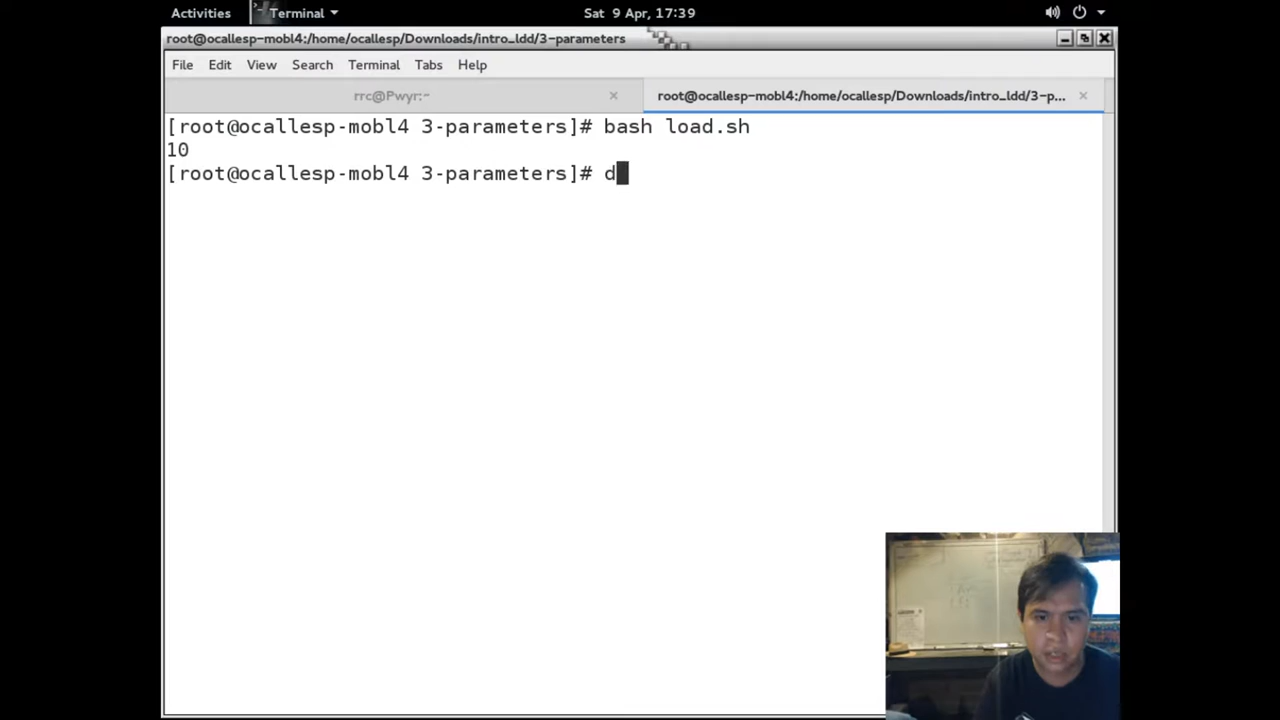 Activities Terminal Sat 9 Apr, 17:39
root@ocallesp-mobl4:/home/ocallesp/Downloads/intro_ldd/3-parameters
File Edit View Search Terminal Tabs Help
rrc@Pwyr:~ root@ocallesp-mobl4:/home/ocallesp/Downloads/intro_ldd/3-p...
[root@ocallesp-mobl4 3-parameters]# bash load.sh
10
[root@ocallesp-mobl4 3-parameters]# d